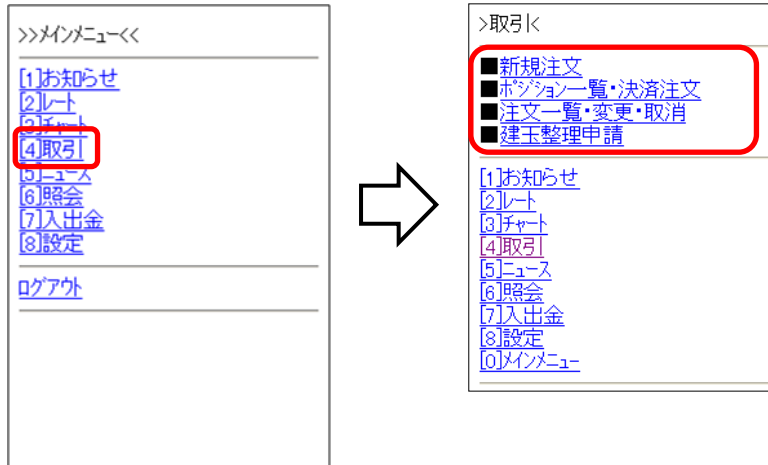 >>ﾒｲﾝﾒﾆｭｰ<<
[1]お知らせ
[2]ﾚｰﾄ
[3]ﾁｬｰﾄ
[4]取引
[5]ﾆｭｰｽ
[6]照会
[7]入出金
[8]設定
ﾛｸﾞｱｳﾄ
>取引<
■新規注文
■ﾎﾟｼﾞｼｮﾝ一覧･決済注文
■注文一覧･変更･取消
■建玉整理申請
[1]お知らせ
[2]ﾚｰﾄ
[3]ﾁｬｰﾄ
[4]取引
[5]ﾆｭｰｽ
[6]照会
[7]入出金
[8]設定
[0]ﾒｲﾝﾒﾆｭｰ